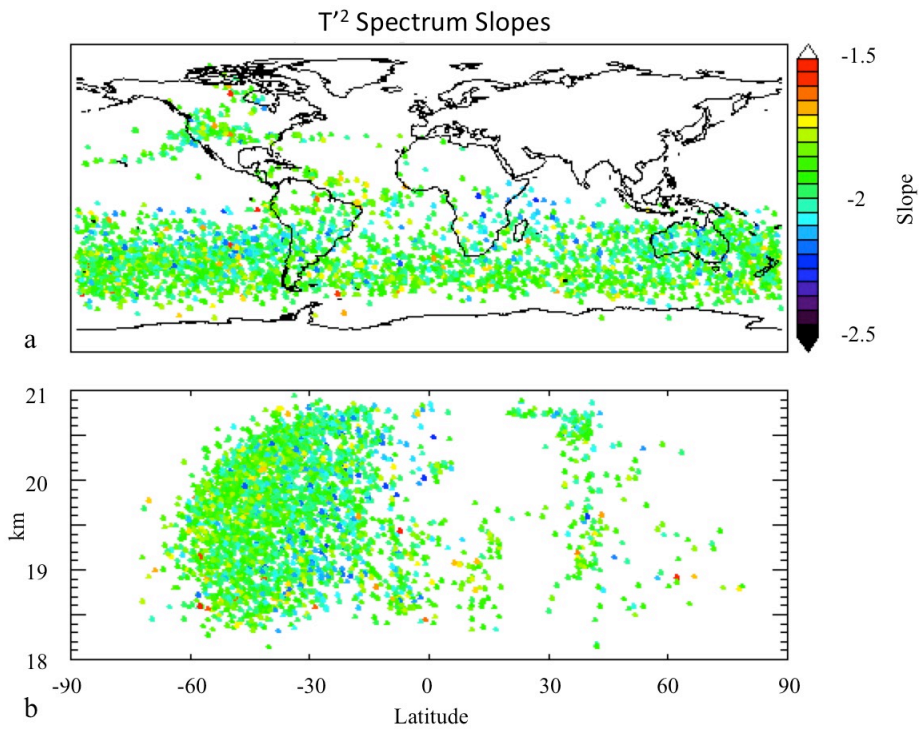 T′² Spectrum Slopes
-1.5
-2
-2.5
Slope
a
21
20
19
18
km
-90 -60 -30 0 30 60 90
Latitude
b